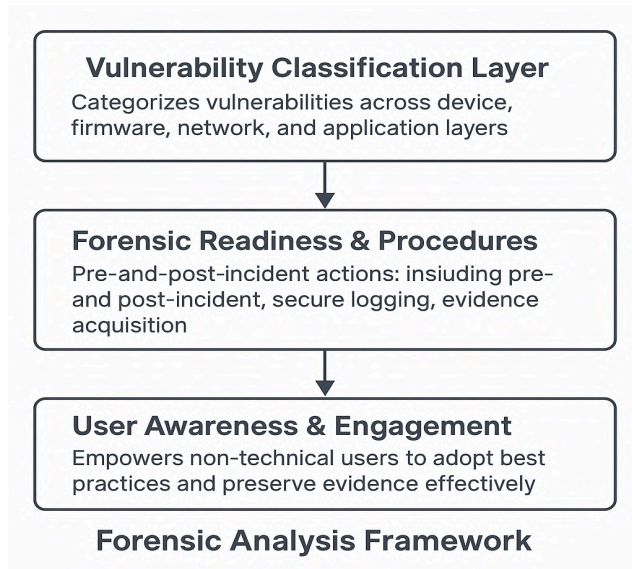 Vulnerability Classification Layer
Categorizes vulnerabilities across device,
firmware, network, and application layers
Forensic Readiness & Procedures
Pre-and-post-incident actions: insiuding pre-
and post-incident, secure logging, evidence
acquisition
User Awareness & Engagement
Empowers non-technical users to adopt best
practices and preserve evidence effectively
Forensic Analysis Framework